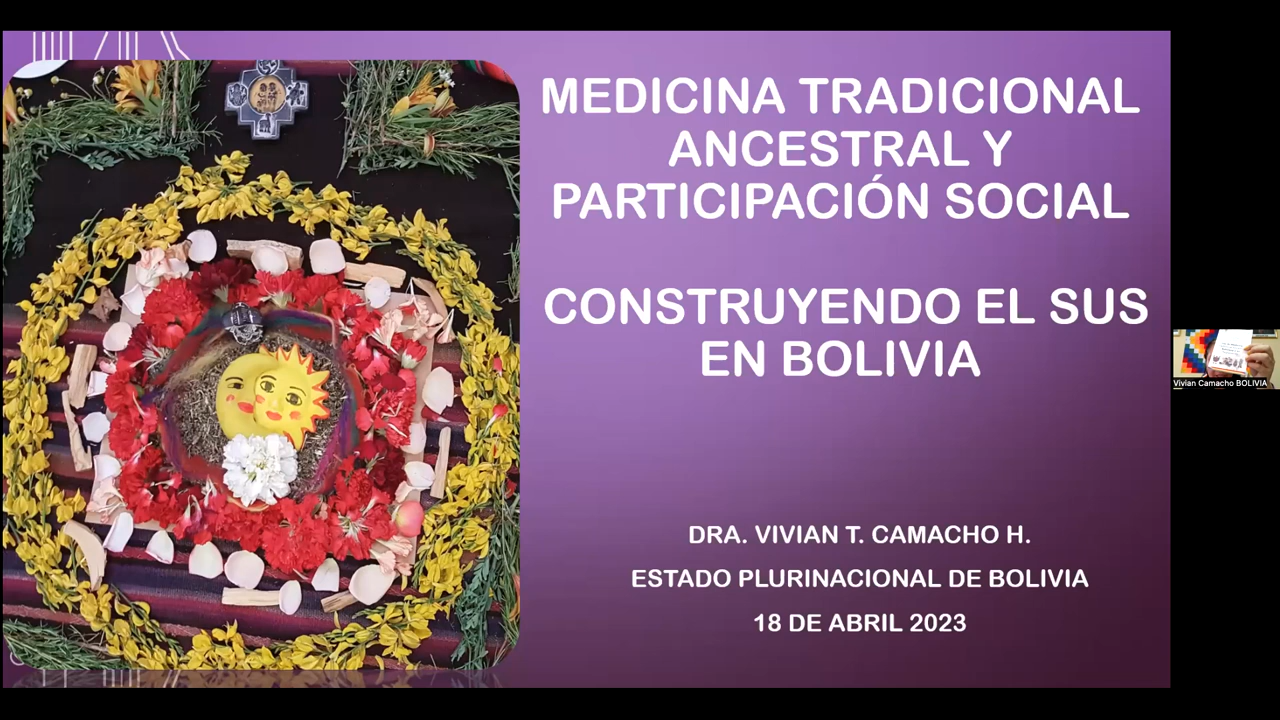 MEDICINA TRADICIONAL
ANCESTRAL Y
PARTICIPACIÓN SOCIAL
CONSTRUYENDO EL SUS
EN BOLIVIA
DRA. VIVIAN T. CAMACHO H.
ESTADO PLURINACIONAL DE BOLIVIA
18 DE ABRIL 2023
Vivian Camacho BOLIVIA